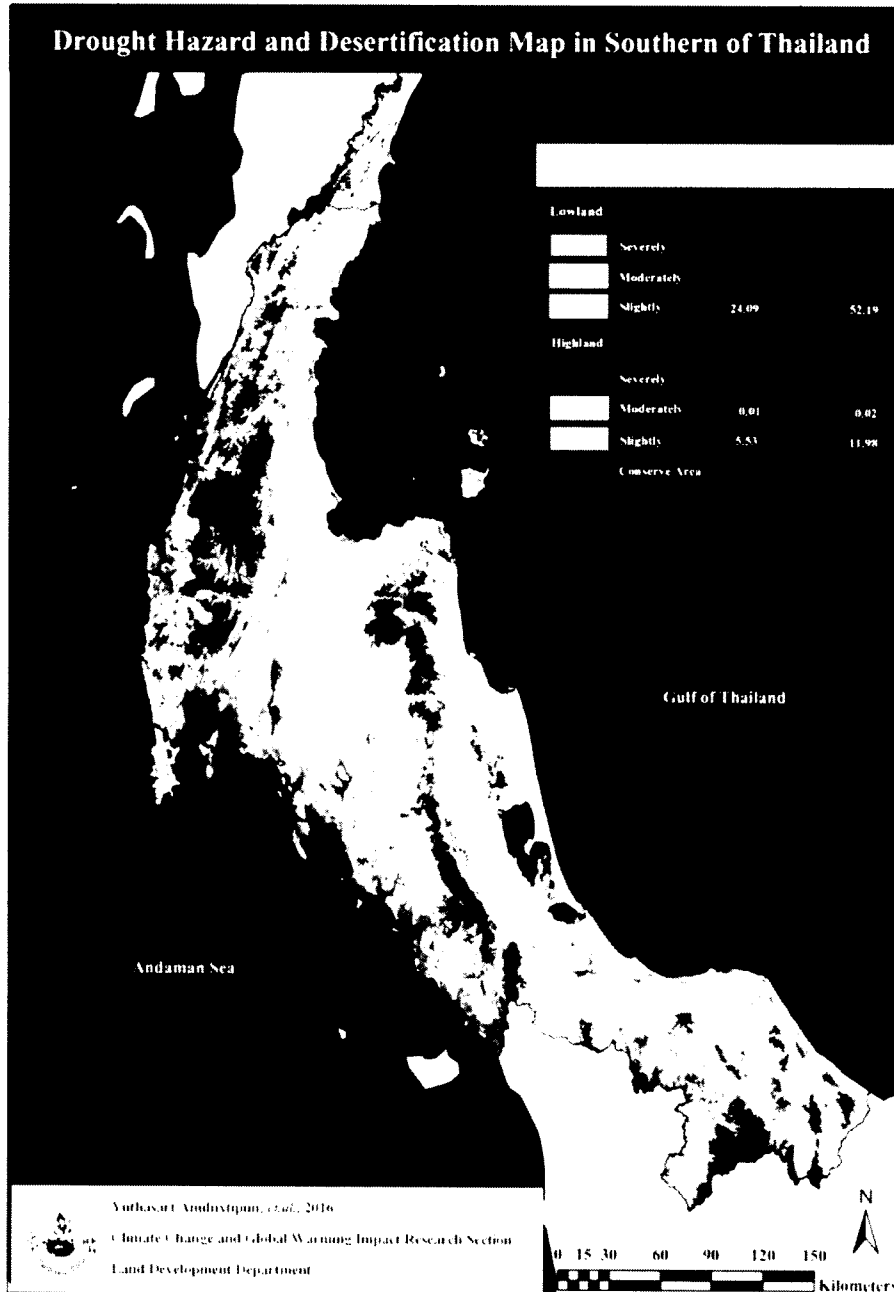 Drought Hazard and Desertification Map in Southern of Thailand
Lowland
Severely
Moderately
Slightly 24.09 52.19
Highland
Severely
Moderately 0.01 0.02
Slightly 5.53 11.98
Conserve Area
Gulf of Thailand
Andaman Sea
2016
Climate Change and Global Warming Impact Research Section
Land Development Department
N
0 15 30 60 90 120 150
Kilometers